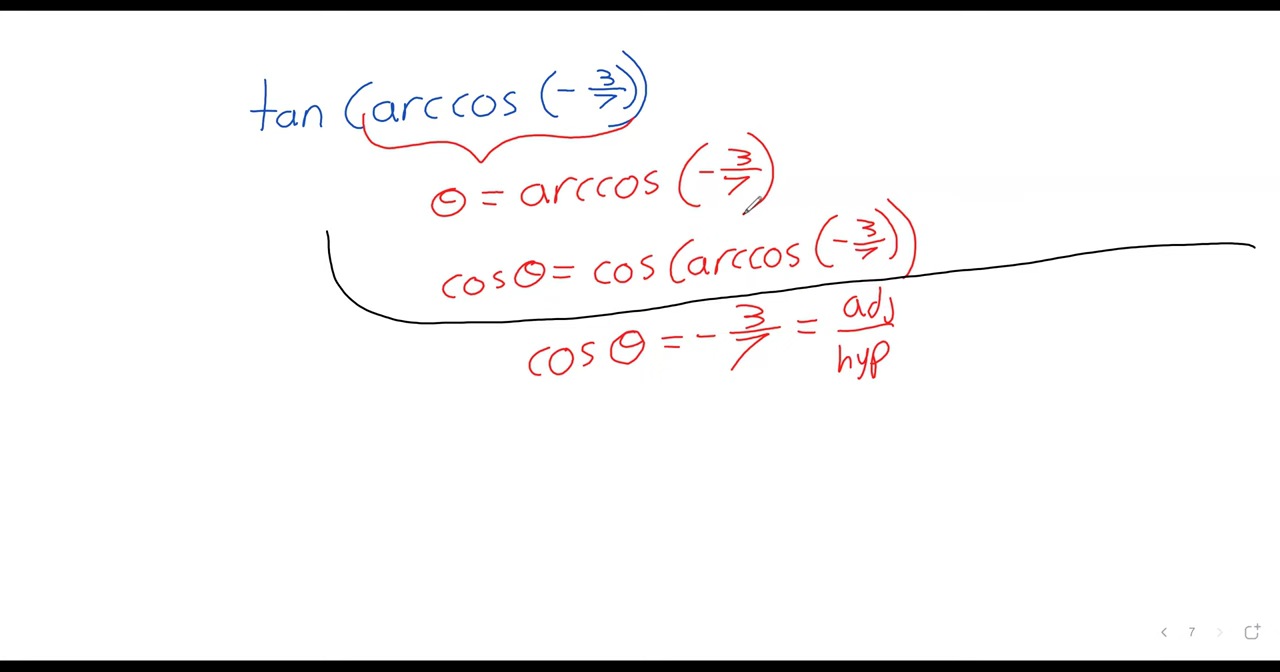 tan (arccos (- 3/7))
θ = arccos (- 3/7)
cos θ = cos (arccos (- 3/7))
cos θ = - 3/7 = adj/hyp
< 7 >